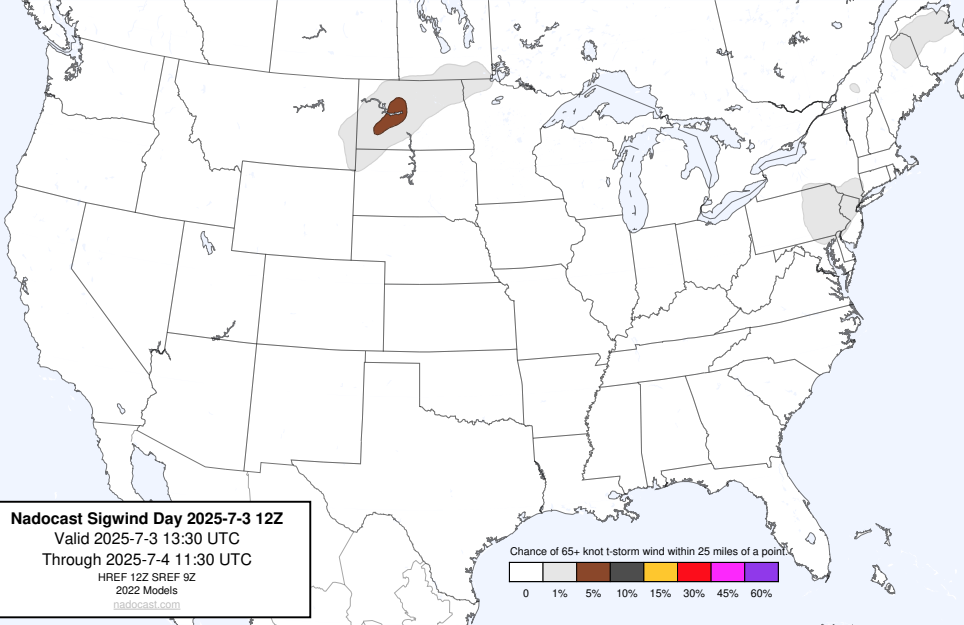 Nadocast Sigwind Day 2025-7-3 12Z
Valid 2025-7-3 13:30 UTC
Through 2025-7-4 11:30 UTC
HREF 12Z SREF 9Z
2022 Models
nadocast.com
Chance of 65+ knot t-storm wind within 25 miles of a point.
0 1% 5% 10% 15% 30% 45% 60%